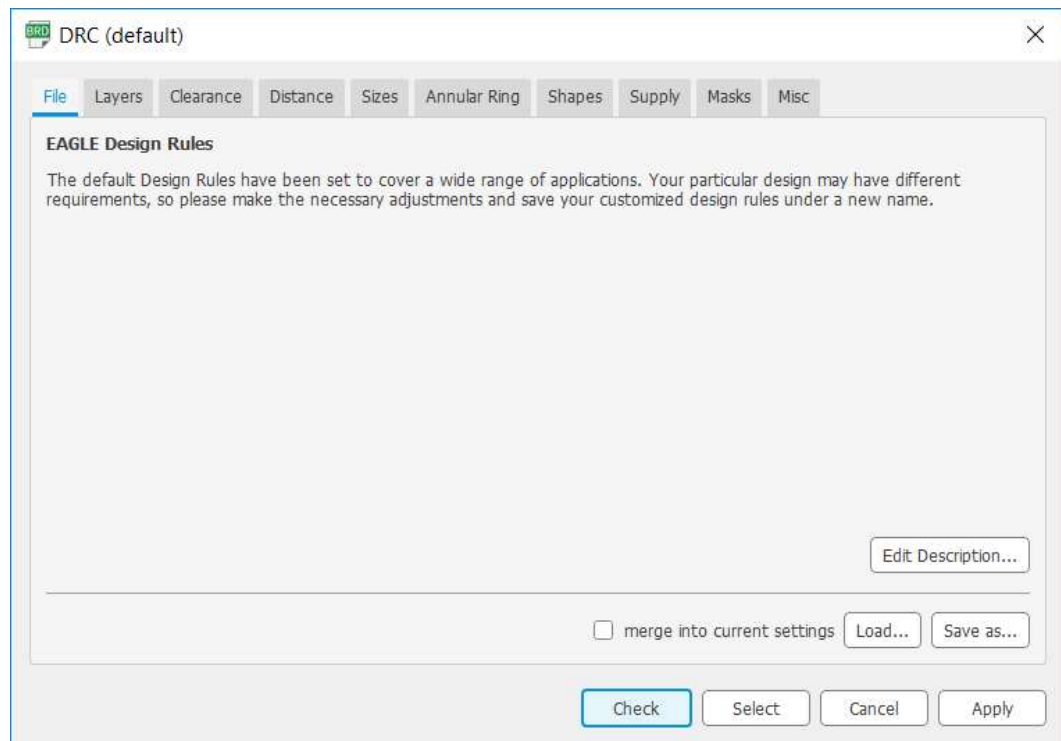 BRD
DRC (default)
File Layers Clearance Distance Sizes Annular Ring Shapes Supply Masks Misc
EAGLE Design Rules
The default Design Rules have been set to cover a wide range of applications. Your particular design may have different
requirements, so please make the necessary adjustments and save your customized design rules under a new name.
Edit Description...
merge into current settings Load... Save as...
Check Select Cancel Apply